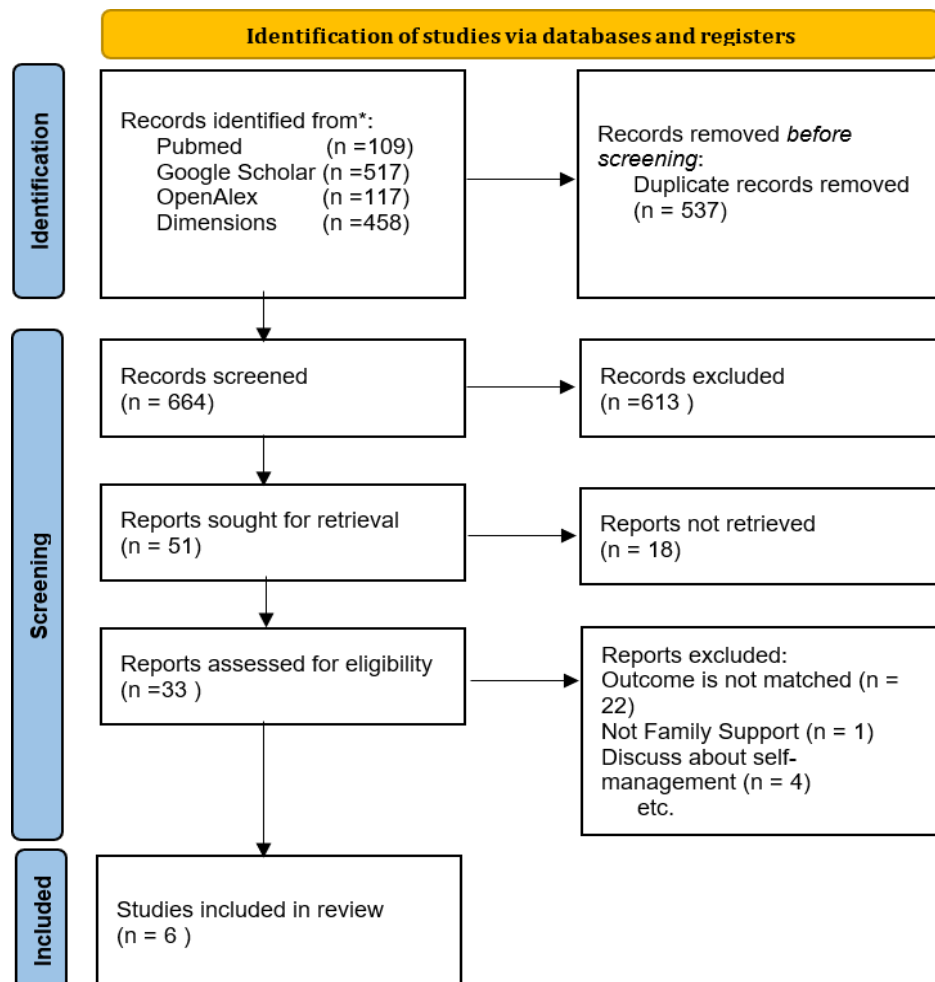 Identification of studies via databases and registers
Identification
Records identified from*:
Pubmed (n =109)
Google Scholar (n =517)
OpenAlex (n =117)
Dimensions (n =458)
Records removed before
screening:
Duplicate records removed
(n = 537)
Screening
Records screened
(n = 664)
Records excluded
(n =613 )
Reports sought for retrieval
(n = 51)
Reports not retrieved
(n = 18)
Reports assessed for eligibility
(n =33 )
Reports excluded:
Outcome is not matched (n =
22)
Not Family Support (n = 1)
Discuss about self-
management (n = 4)
etc.
Included
Studies included in review
(n = 6 )